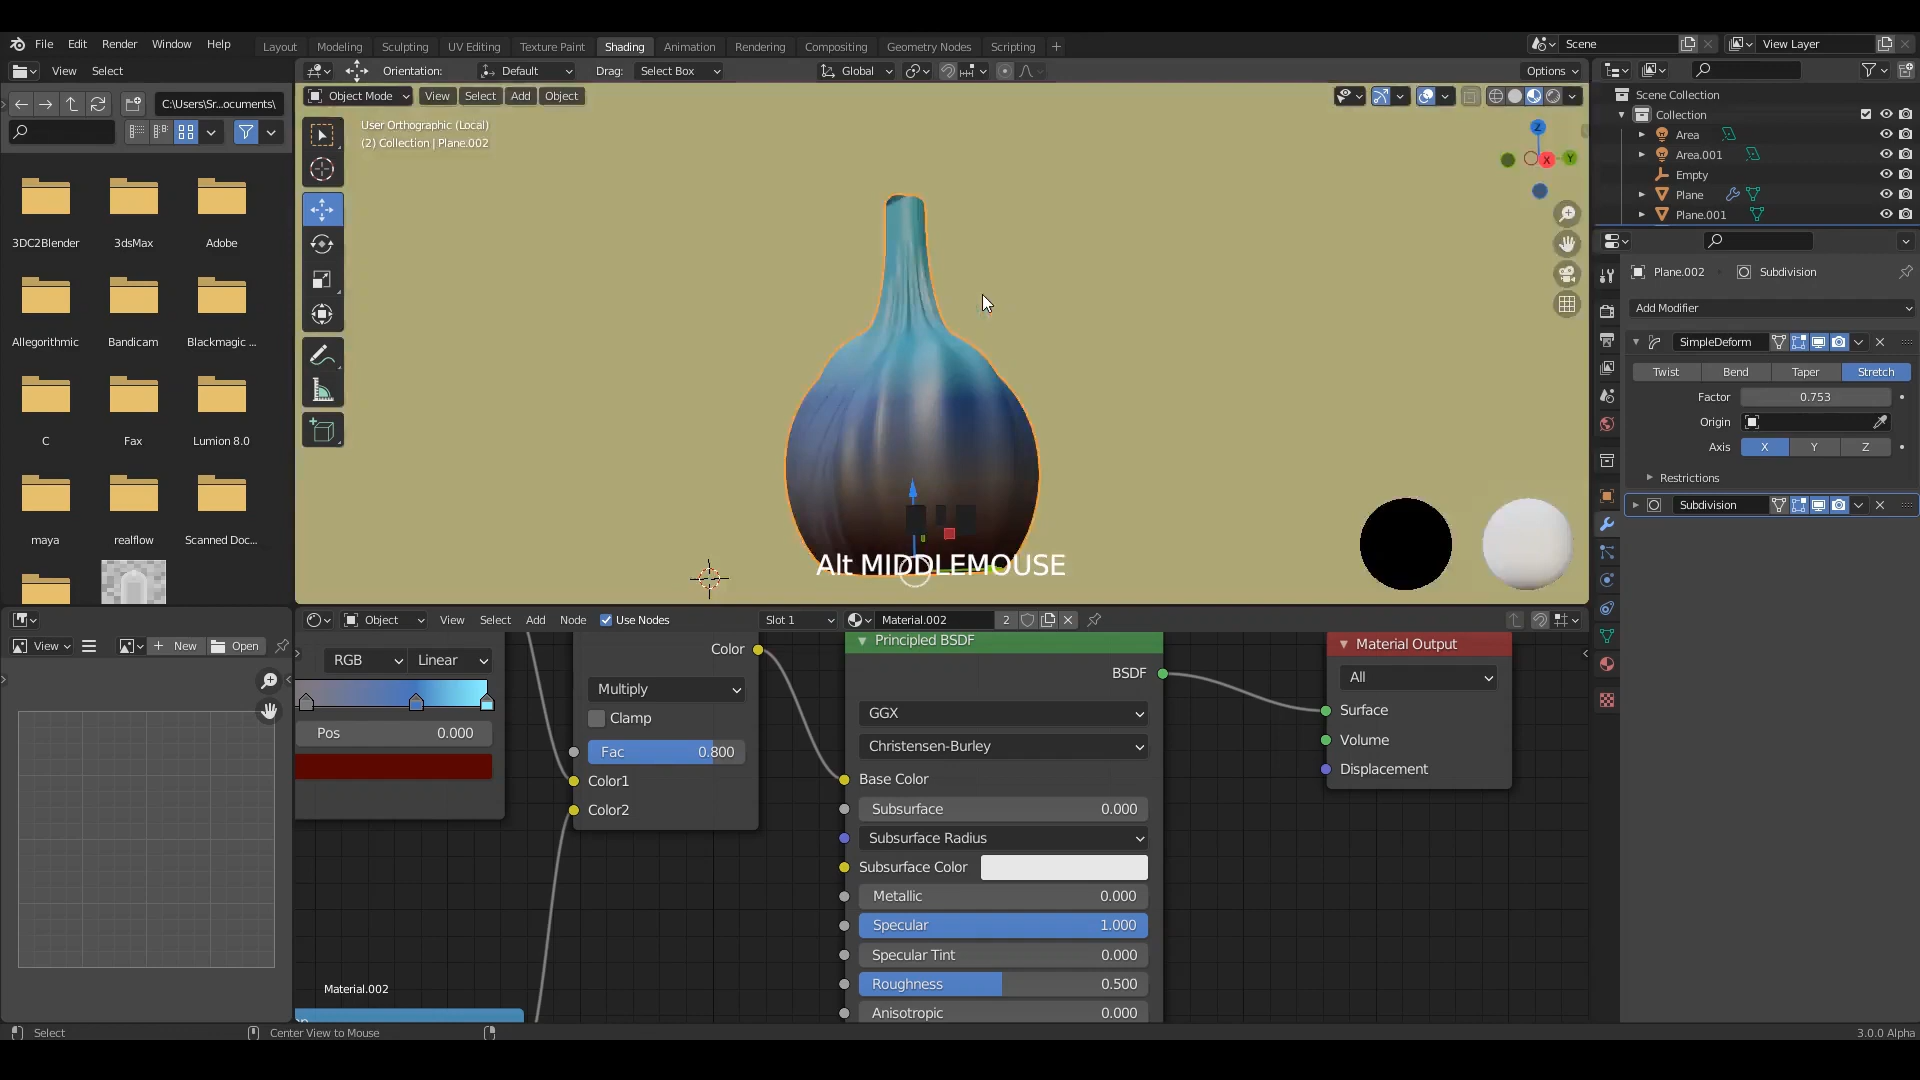 File Edit Render Window Help
Layout Modeling Sculpting UV Editing Texture Paint Shading Animation Rendering Compositing Geometry Nodes Scripting +
Scene
View Layer
View Select
Orientation: Default Drag: Select Box Global Options
C:\Users\Sr...ocuments\
Object Mode View Select Add Object
User Orthographic (Local)
(2) Collection | Plane.002
Z
X
Y
3DC2Blender 3dsMax Adobe
Allegorithmic Bandicam Blackmagic ...
C Fax Lumion 8.0
maya realflow Scanned Doc...
Alt MIDDLEMOUSE
Scene Collection
Collection
Area
Area.001
Empty
Plane
Plane.001
Plane.002 Subdivision
Add Modifier
SimpleDeform
Twist Bend Taper Stretch
Factor 0.753
Origin
Axis X Y Z
Restrictions
Subdivision
View New Open
Object View Select Add Node Use Nodes Slot 1 Material.002 2
RGB Linear
Pos 0.000
Color
Multiply
Clamp
Fac 0.800
Color1
Color2
Principled BSDF
BSDF
GGX
Christensen-Burley
Base Color
Subsurface 0.000
Subsurface Radius
Subsurface Color
Metallic 0.000
Specular 1.000
Specular Tint 0.000
Roughness 0.500
Anisotropic 0.000
Material Output
All
Surface
Volume
Displacement
Material.002
Select Center View to Mouse 3.0.0 Alpha